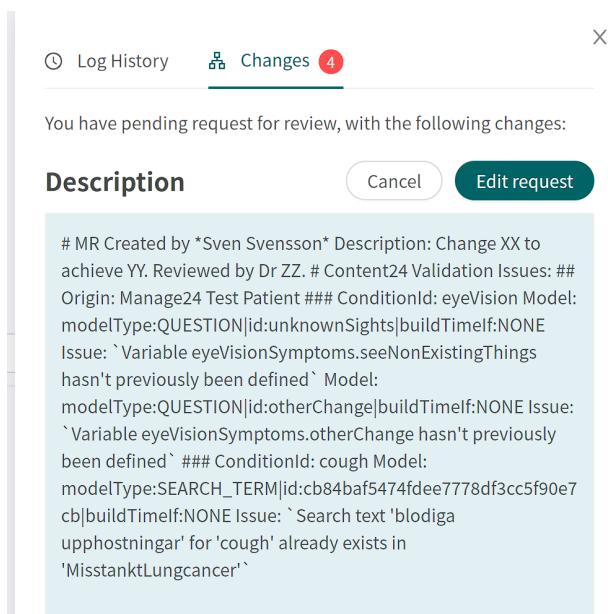 Log History
Changes 4
You have pending request for review, with the following changes:
Description
Cancel
Edit request
# MR Created by *Sven Svensson* Description: Change XX to
achieve YY. Reviewed by Dr ZZ. # Content24 Validation Issues: ##
Origin: Manage24 Test Patient ### ConditionId: eyeVision Model:
modelType:QUESTION|id:unknownSights|buildTimeIf:NONE
Issue: `Variable eyeVisionSymptoms.seeNonExistingThings
hasn't previously been defined` Model:
modelType:QUESTION|id:otherChange|buildTimeIf:NONE Issue:
`Variable eyeVisionSymptoms.otherChange hasn't previously
been defined` ### ConditionId: cough Model:
modelType:SEARCH_TERM|id:cb84baf5474fdee7778df3cc5f90e7
cb|buildTimeIf:NONE Issue: `Search text 'blodiga
upphostningar' for 'cough' already exists in
'MisstanktLungcancer'`